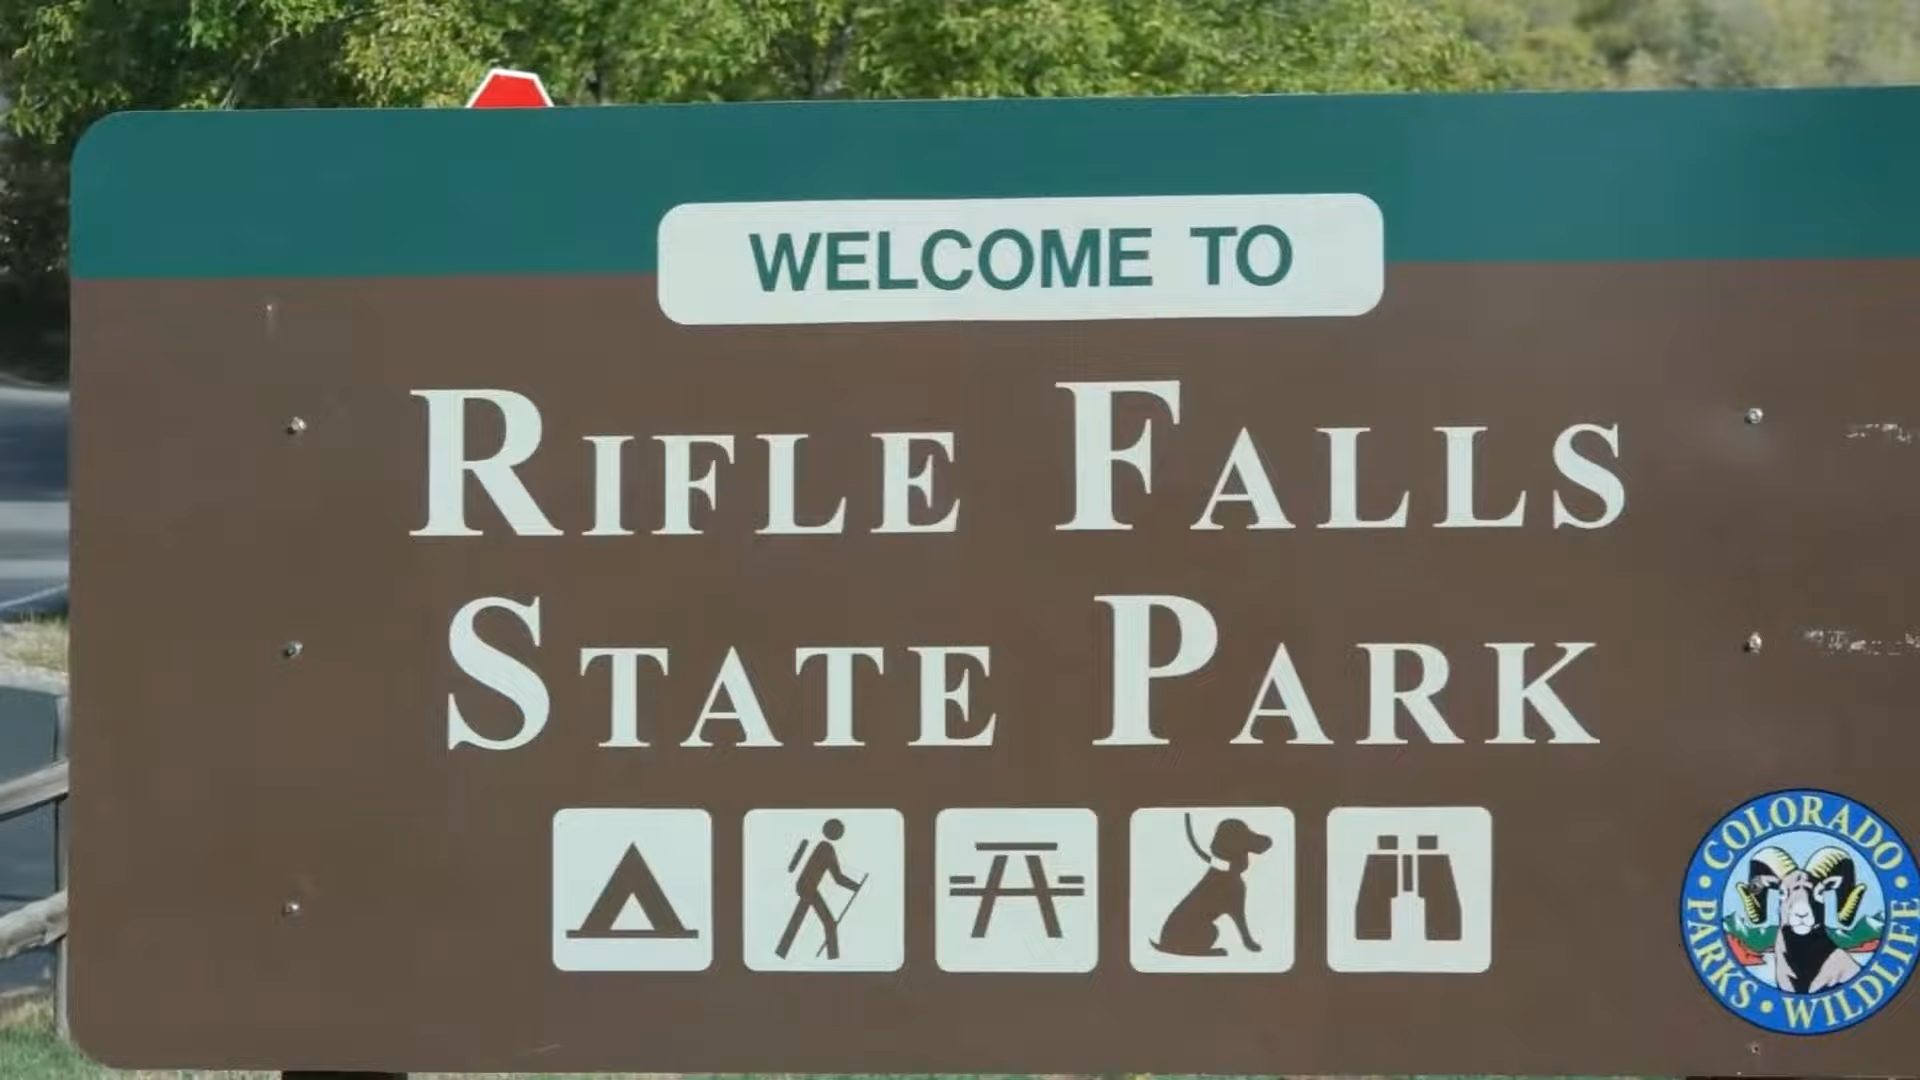 WELCOME TO
RIFLE FALLS
STATE PARK
COLORADO
PARKS • WILDLIFE